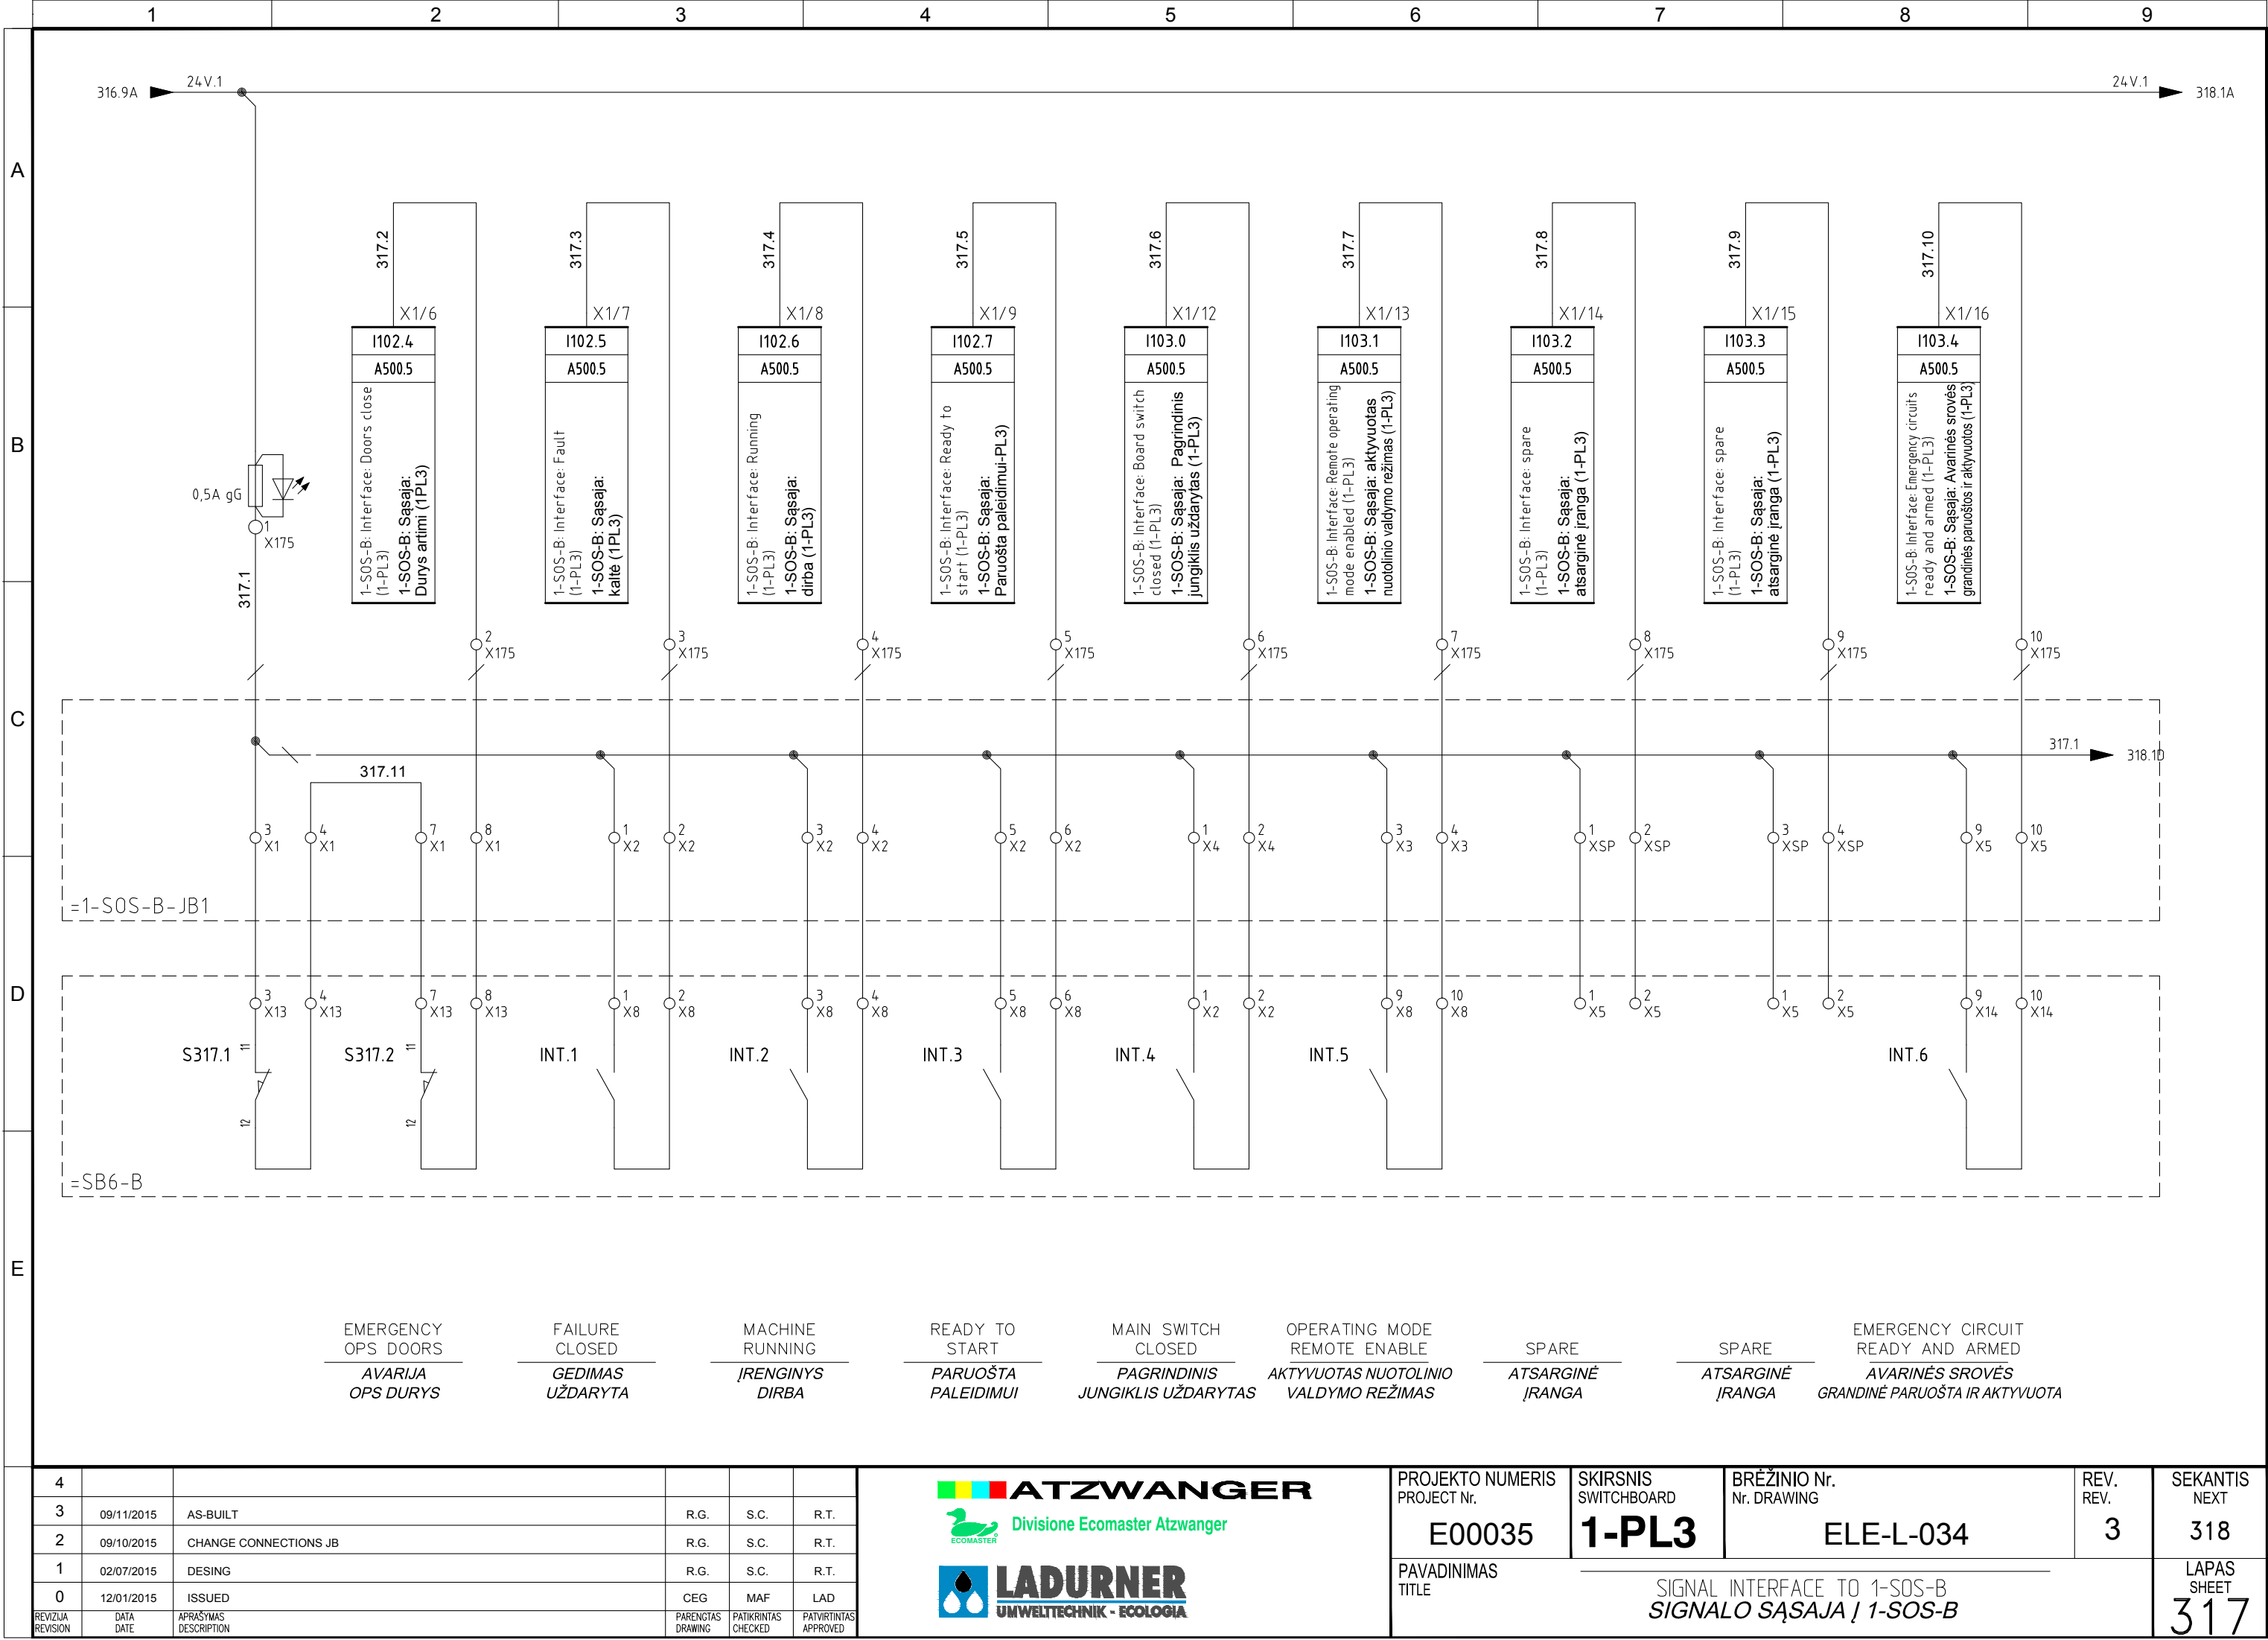 1 2 3 4 5 6 7 8 9
A
B
C
D
E
316.9A 24V.1 24V.1 318.1A
317.2 317.3 317.4 317.5 317.6 317.7 317.8 317.9 317.10
X1/6 X1/7 X1/8 X1/9 X1/12 X1/13 X1/14 X1/15 X1/16
I102.4 I102.5 I102.6 I102.7 I103.0 I103.1 I103.2 I103.3 I103.4
A500.5 A500.5 A500.5 A500.5 A500.5 A500.5 A500.5 A500.5 A500.5
1-SOS-B: Interface: Doors close
(1-PL3)
1-SOS-B: Sąsaja:
Durys artimi (1PL3)
1-SOS-B: Interface: Fault
(1-PL3)
1-SOS-B: Sąsaja:
kaltė (1PL3)
1-SOS-B: Interface: Running
(1-PL3)
1-SOS-B: Sąsaja:
dirba (1-PL3)
1-SOS-B: Interface: Ready to
start (1-PL3)
1-SOS-B: Sąsaja:
Paruošta paleidimui-PL3)
1-SOS-B: Interface: Board switch
closed (1-PL3)
1-SOS-B: Sąsaja: Pagrindinis
jungiklis uždarytas (1-PL3)
1-SOS-B: Interface: Remote operating
mode enabled (1-PL3)
1-SOS-B: Sąsaja: aktyvuotas
nuotolinio valdymo režimas (1-PL3)
1-SOS-B: Interface: spare
(1-PL3)
1-SOS-B: Sąsaja:
atsarginė įranga (1-PL3)
1-SOS-B: Interface: spare
(1-PL3)
1-SOS-B: Sąsaja:
atsarginė įranga (1-PL3)
1-SOS-B: Interface: Emergency circuits
ready and armed (1-PL3)
1-SOS-B: Sąsaja: Avarinės srovės
grandinės paruoštos ir aktyvuotos (1-PL3)
0,5A gG
1
X175
317.1
2 3 4 5 6 7 8 9 10
X175 X175 X175 X175 X175 X175 X175 X175 X175
317.1 318.1D
317.11
3 4 7 8 1 2 3 4 5 6 1 2 3 4 1 2 3 4 9 10
X1 X1 X1 X1 X2 X2 X2 X2 X2 X2 X4 X4 X3 X3 XSP XSP XSP XSP X5 X5
=1-SOS-B-JB1
3 4 7 8 1 2 3 4 5 6 1 2 9 10 1 2 1 2 9 10
X13 X13 X13 X13 X8 X8 X8 X8 X8 X8 X2 X2 X8 X8 X5 X5 X5 X5 X14 X14
S317.1 11 S317.2 11 INT.1 INT.2 INT.3 INT.4 INT.5 INT.6
12 12
=SB6-B
EMERGENCY
OPS DOORS
AVARIJA
OPS DURYS
FAILURE
CLOSED
GEDIMAS
UŽDARYTA
MACHINE
RUNNING
ĮRENGINYS
DIRBA
READY TO
START
PARUOŠTA
PALEIDIMUI
MAIN SWITCH
CLOSED
PAGRINDINIS
JUNGIKLIS UŽDARYTAS
OPERATING MODE
REMOTE ENABLE
AKTYVUOTAS NUOTOLINIO
VALDYMO REŽIMAS
SPARE
ATSARGINĖ
ĮRANGA
SPARE
ATSARGINĖ
ĮRANGA
EMERGENCY CIRCUIT
READY AND ARMED
AVARINĖS SROVĖS
GRANDINĖ PARUOŠTA IR AKTYVUOTA
4
3 09/11/2015 AS-BUILT R.G. S.C. R.T.
2 09/10/2015 CHANGE CONNECTIONS JB R.G. S.C. R.T.
1 02/07/2015 DESING R.G. S.C. R.T.
0 12/01/2015 ISSUED CEG MAF LAD
REVIZIJA DATA APRAŠYMAS PARENGTAS PATIKRINTAS PATVIRTINTAS
REVISION DATE DESCRIPTION DRAWING CHECKED APPROVED
ATZWANGER
Divisione Ecomaster Atzwanger
ECOMASTER
LADURNER
UMWELTTECHNIK - ECOLOGIA
PROJEKTO NUMERIS
PROJECT Nr.
E00035
SKIRSNIS
SWITCHBOARD
1-PL3
BRĖŽINIO Nr.
Nr. DRAWING
ELE-L-034
REV.
REV.
3
SEKANTIS
NEXT
318
PAVADINIMAS
TITLE
SIGNAL INTERFACE TO 1-SOS-B
SIGNALO SĄSAJA Į 1-SOS-B
LAPAS
SHEET
317